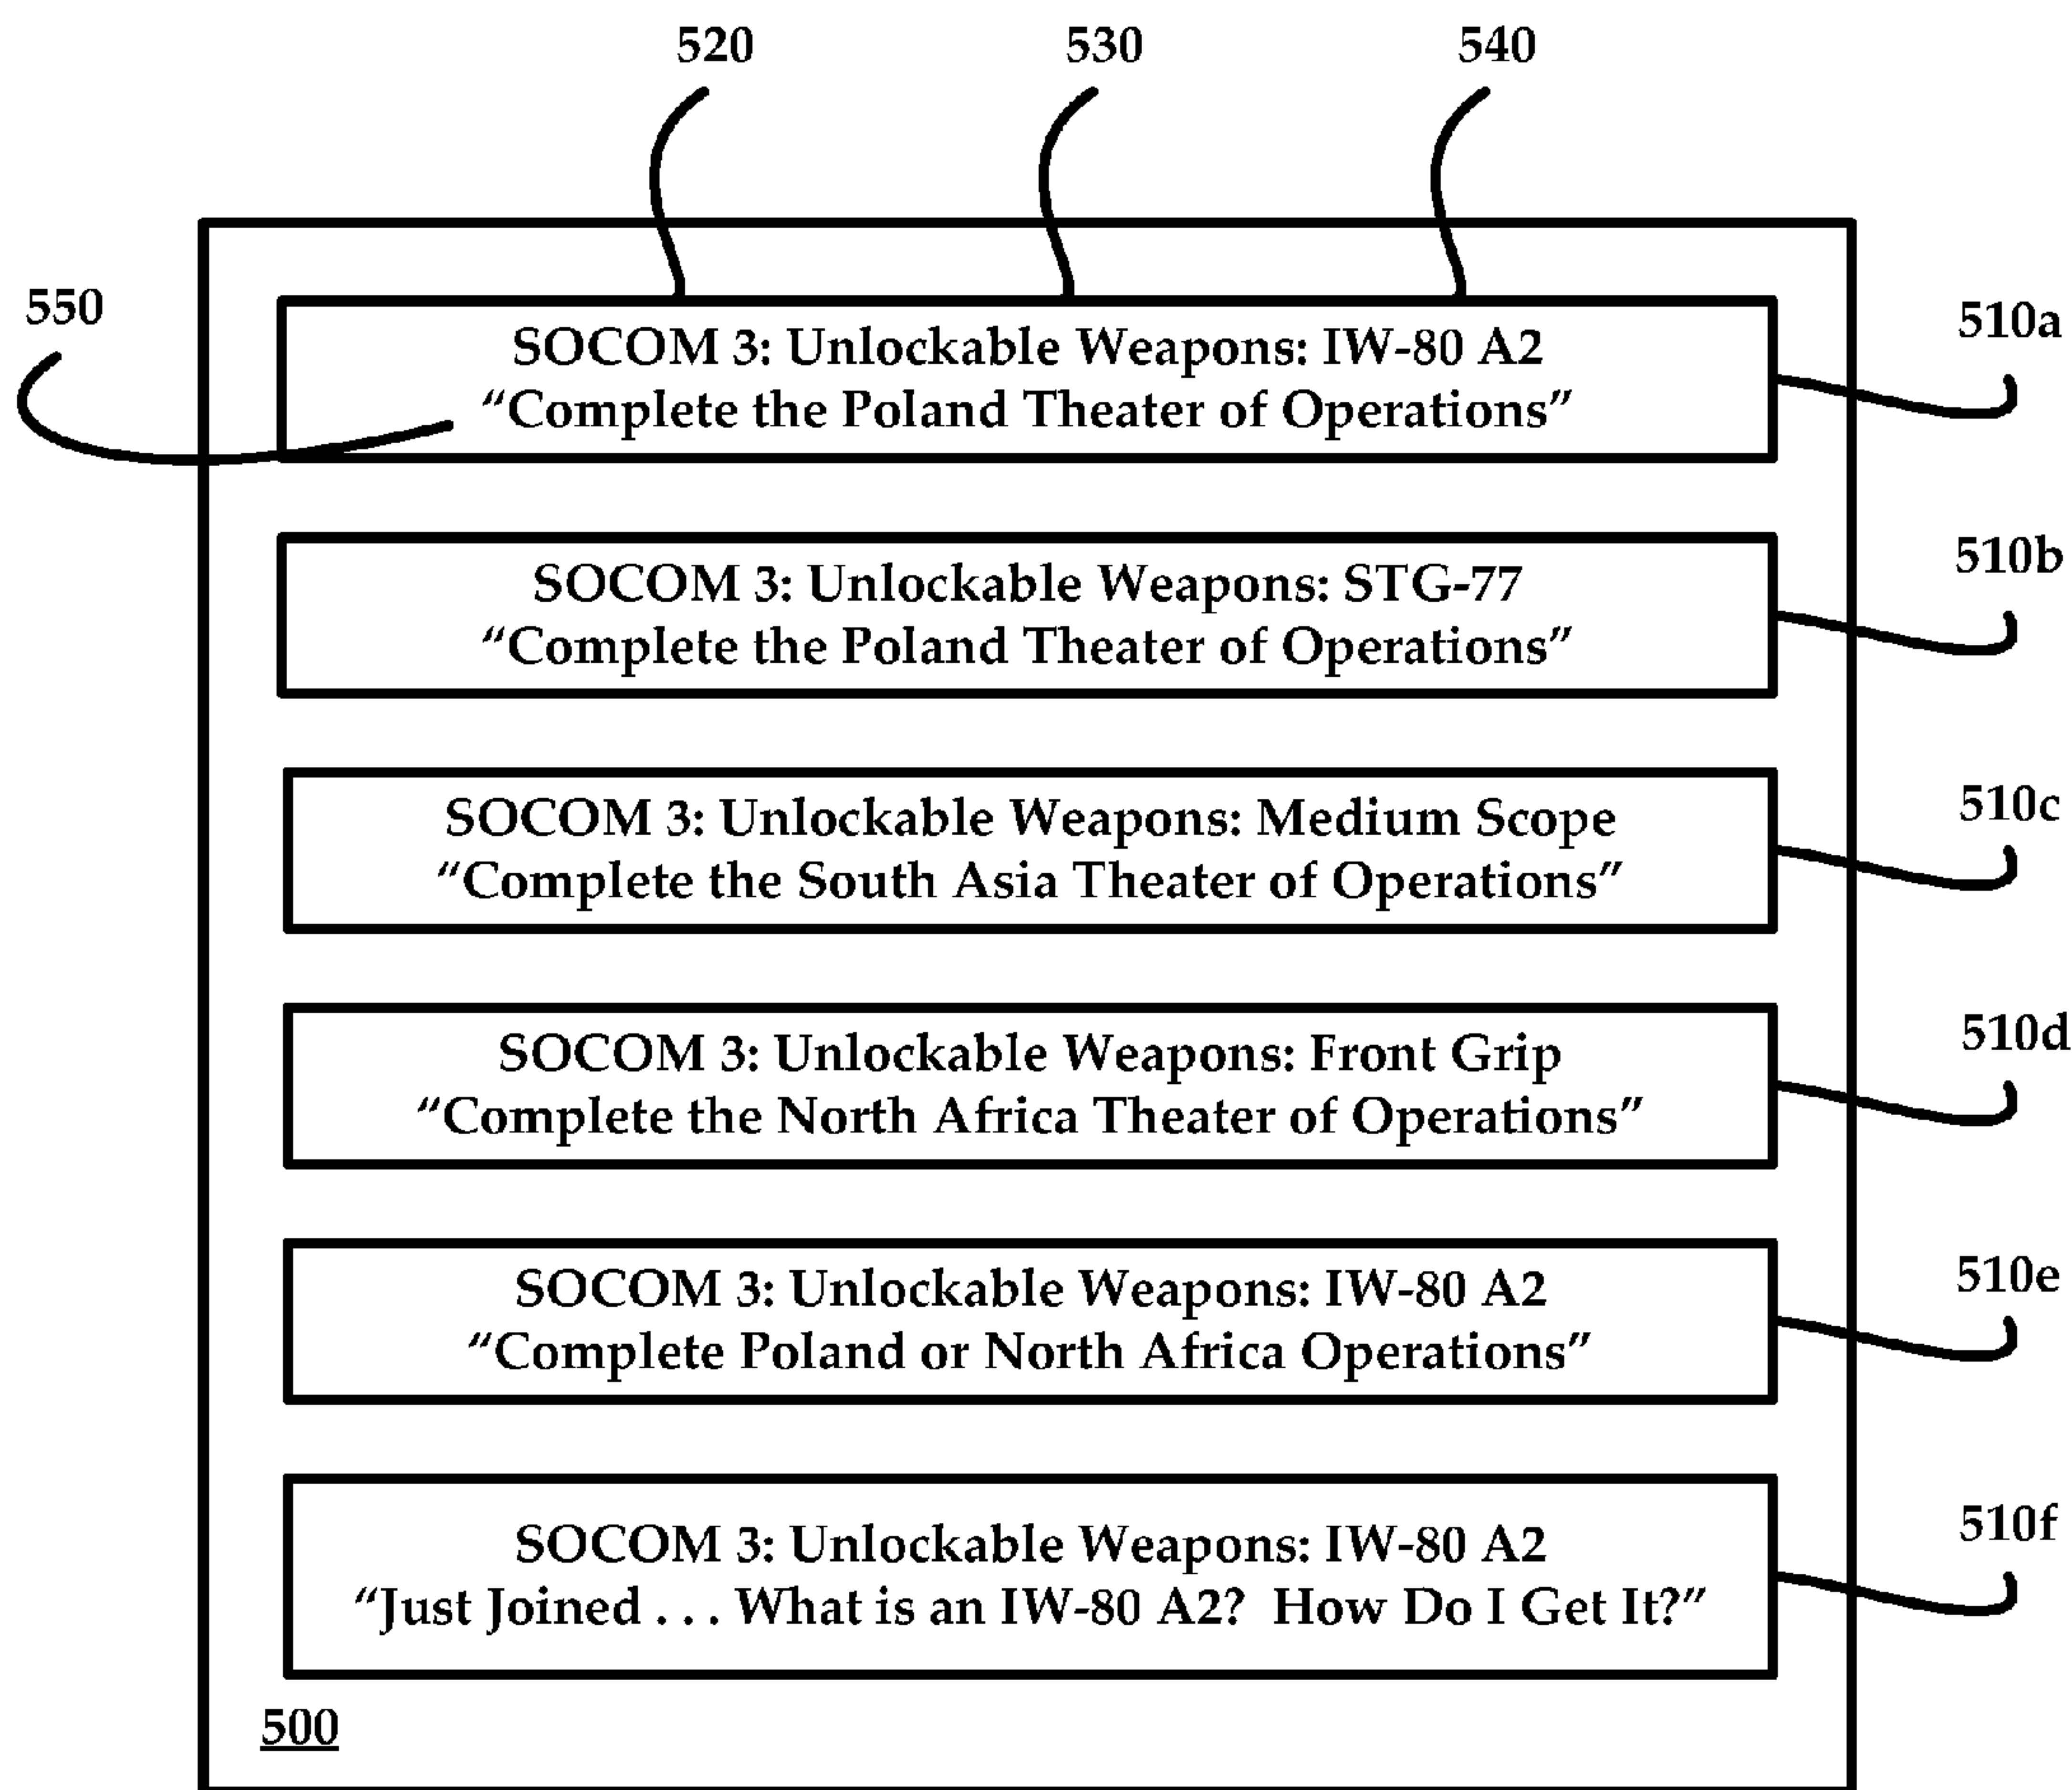 520 530 540
550
SOCOM 3: Unlockable Weapons: IW-80 A2
“Complete the Poland Theater of Operations”
510a
SOCOM 3: Unlockable Weapons: STG-77
“Complete the Poland Theater of Operations”
510b
SOCOM 3: Unlockable Weapons: Medium Scope
“Complete the South Asia Theater of Operations”
510c
SOCOM 3: Unlockable Weapons: Front Grip
“Complete the North Africa Theater of Operations”
510d
SOCOM 3: Unlockable Weapons: IW-80 A2
“Complete Poland or North Africa Operations”
510e
SOCOM 3: Unlockable Weapons: IW-80 A2
“Just Joined . . . What is an IW-80 A2?  How Do I Get It?”
510f
500